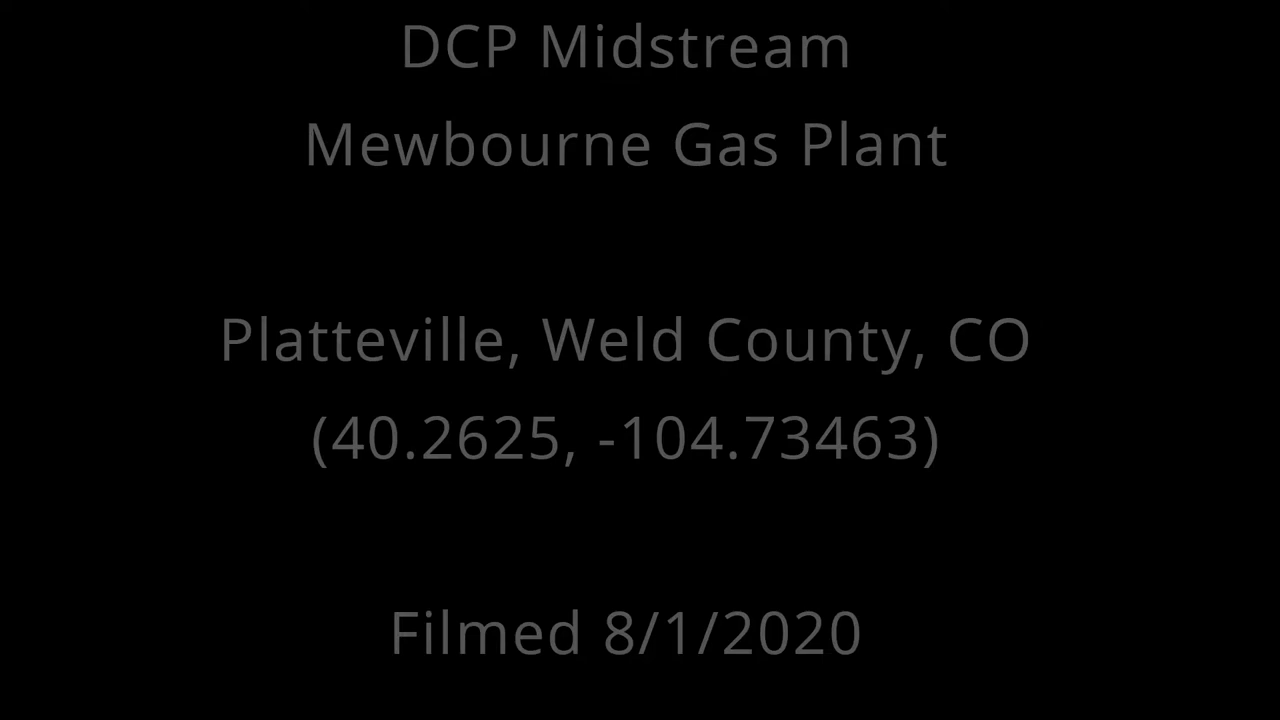 DCP Midstream
Mewbourne Gas Plant
Platteville, Weld County, CO
(40.2625, -104.73463)
Filmed 8/1/2020